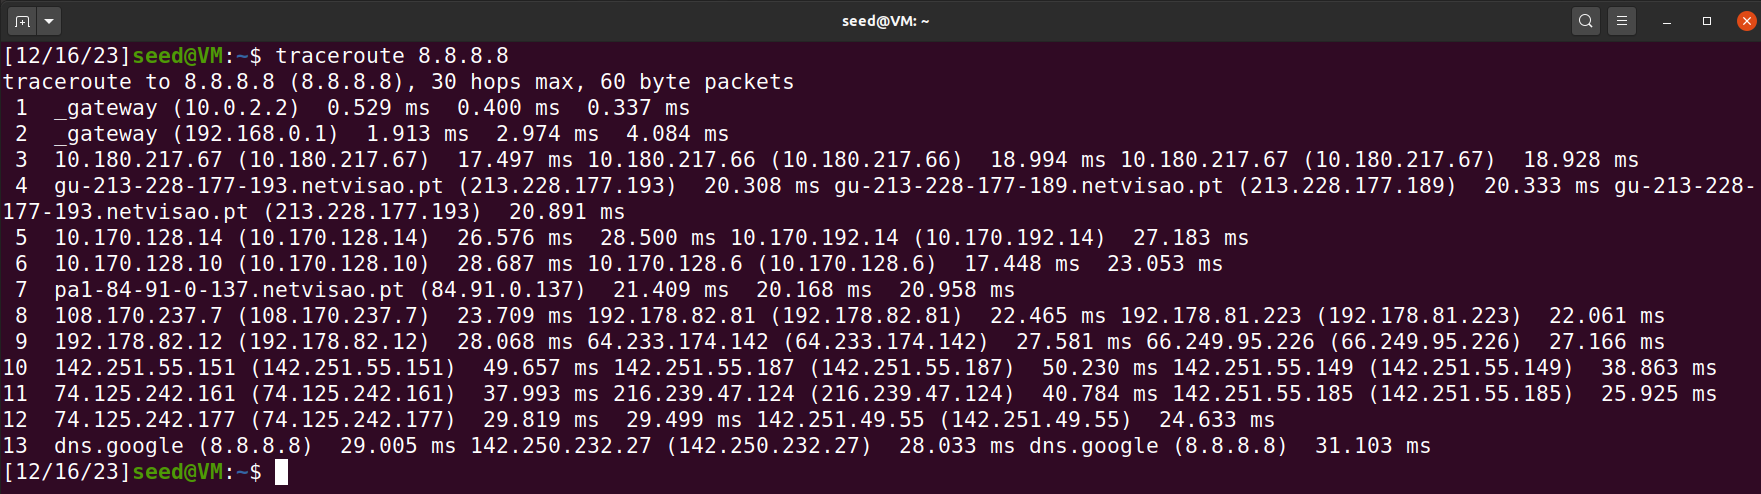 seed@VM: ~
[12/16/23]seed@VM:~$ traceroute 8.8.8.8
traceroute to 8.8.8.8 (8.8.8.8), 30 hops max, 60 byte packets
 1  _gateway (10.0.2.2)  0.529 ms  0.400 ms  0.337 ms
 2  _gateway (192.168.0.1)  1.913 ms  2.974 ms  4.084 ms
 3  10.180.217.67 (10.180.217.67)  17.497 ms 10.180.217.66 (10.180.217.66)  18.994 ms 10.180.217.67 (10.180.217.67)  18.928 ms
 4  gu-213-228-177-193.netvisao.pt (213.228.177.193)  20.308 ms gu-213-228-177-189.netvisao.pt (213.228.177.189)  20.333 ms gu-213-228-
177-193.netvisao.pt (213.228.177.193)  20.891 ms
 5  10.170.128.14 (10.170.128.14)  26.576 ms  28.500 ms 10.170.192.14 (10.170.192.14)  27.183 ms
 6  10.170.128.10 (10.170.128.10)  28.687 ms 10.170.128.6 (10.170.128.6)  17.448 ms  23.053 ms
 7  pa1-84-91-0-137.netvisao.pt (84.91.0.137)  21.409 ms  20.168 ms  20.958 ms
 8  108.170.237.7 (108.170.237.7)  23.709 ms 192.178.82.81 (192.178.82.81)  22.465 ms 192.178.81.223 (192.178.81.223)  22.061 ms
 9  192.178.82.12 (192.178.82.12)  28.068 ms 64.233.174.142 (64.233.174.142)  27.581 ms 66.249.95.226 (66.249.95.226)  27.166 ms
10  142.251.55.151 (142.251.55.151)  49.657 ms 142.251.55.187 (142.251.55.187)  50.230 ms 142.251.55.149 (142.251.55.149)  38.863 ms
11  74.125.242.161 (74.125.242.161)  37.993 ms 216.239.47.124 (216.239.47.124)  40.784 ms 142.251.55.185 (142.251.55.185)  25.925 ms
12  74.125.242.177 (74.125.242.177)  29.819 ms  29.499 ms 142.251.49.55 (142.251.49.55)  24.633 ms
13  dns.google (8.8.8.8)  29.005 ms 142.250.232.27 (142.250.232.27)  28.033 ms dns.google (8.8.8.8)  31.103 ms
[12/16/23]seed@VM:~$